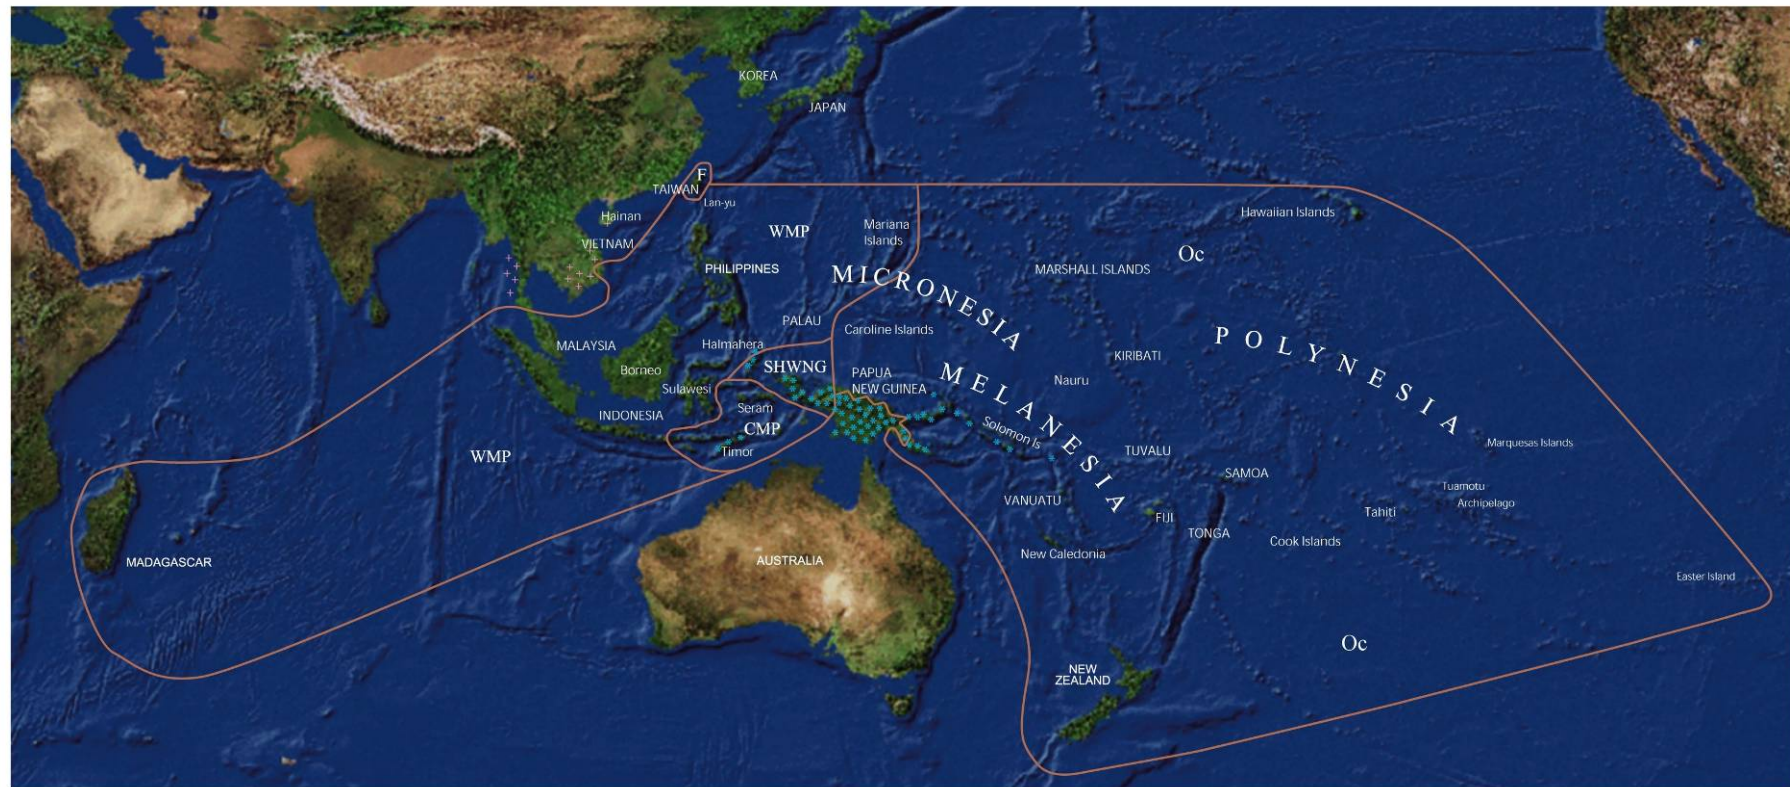 KOREA
JAPAN
F
TAIWAN
Lan-yu
Hainan
VIETNAM
WMP
Mariana
Islands
Hawaiian Islands
Oc
PHILIPPINES
MICRONESIA
MARSHALL ISLANDS
PALAU
Caroline Islands
POLYNESIA
MALAYSIA
Halmahera
KIRIBATI
Borneo
SHWNG
PAPUA
NEW GUINEA
MELANESIA
Nauru
Sulawesi
INDONESIA
Seram
CMP
Solomon Is
Timor
WMP
TUVALU
Marquesas Islands
SAMOA
VANUATU
Tuamotu
Archipelago
FIJI
Tahiti
TONGA
Cook Islands
New Caledonia
MADAGASCAR
AUSTRALIA
Easter Island
Oc
NEW
ZEALAND